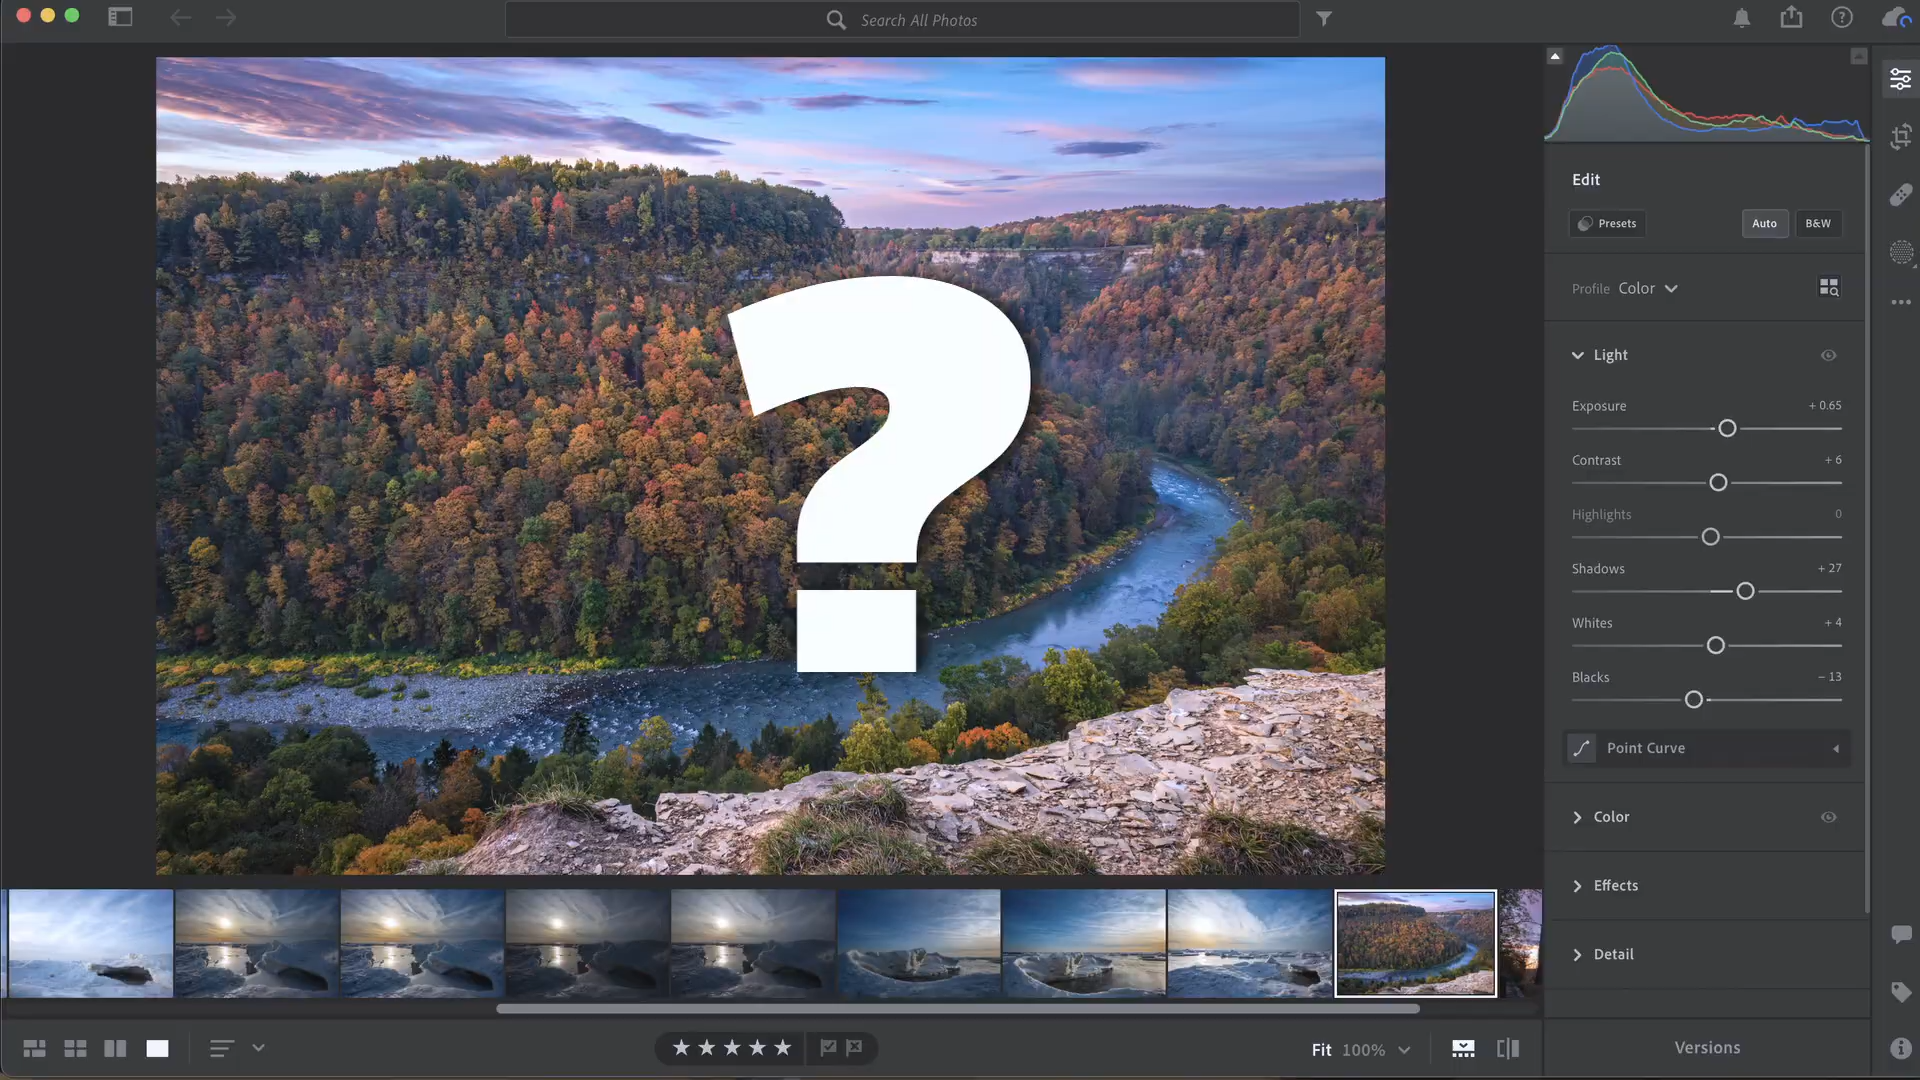 Search All Photos
Edit
Presets
Auto
B&W
Profile Color
Light
Exposure + 0.65
Contrast + 6
Highlights 0
Shadows + 27
Whites + 4
Blacks − 13
Point Curve
Color
Effects
Detail
?
Fit 100%
Versions